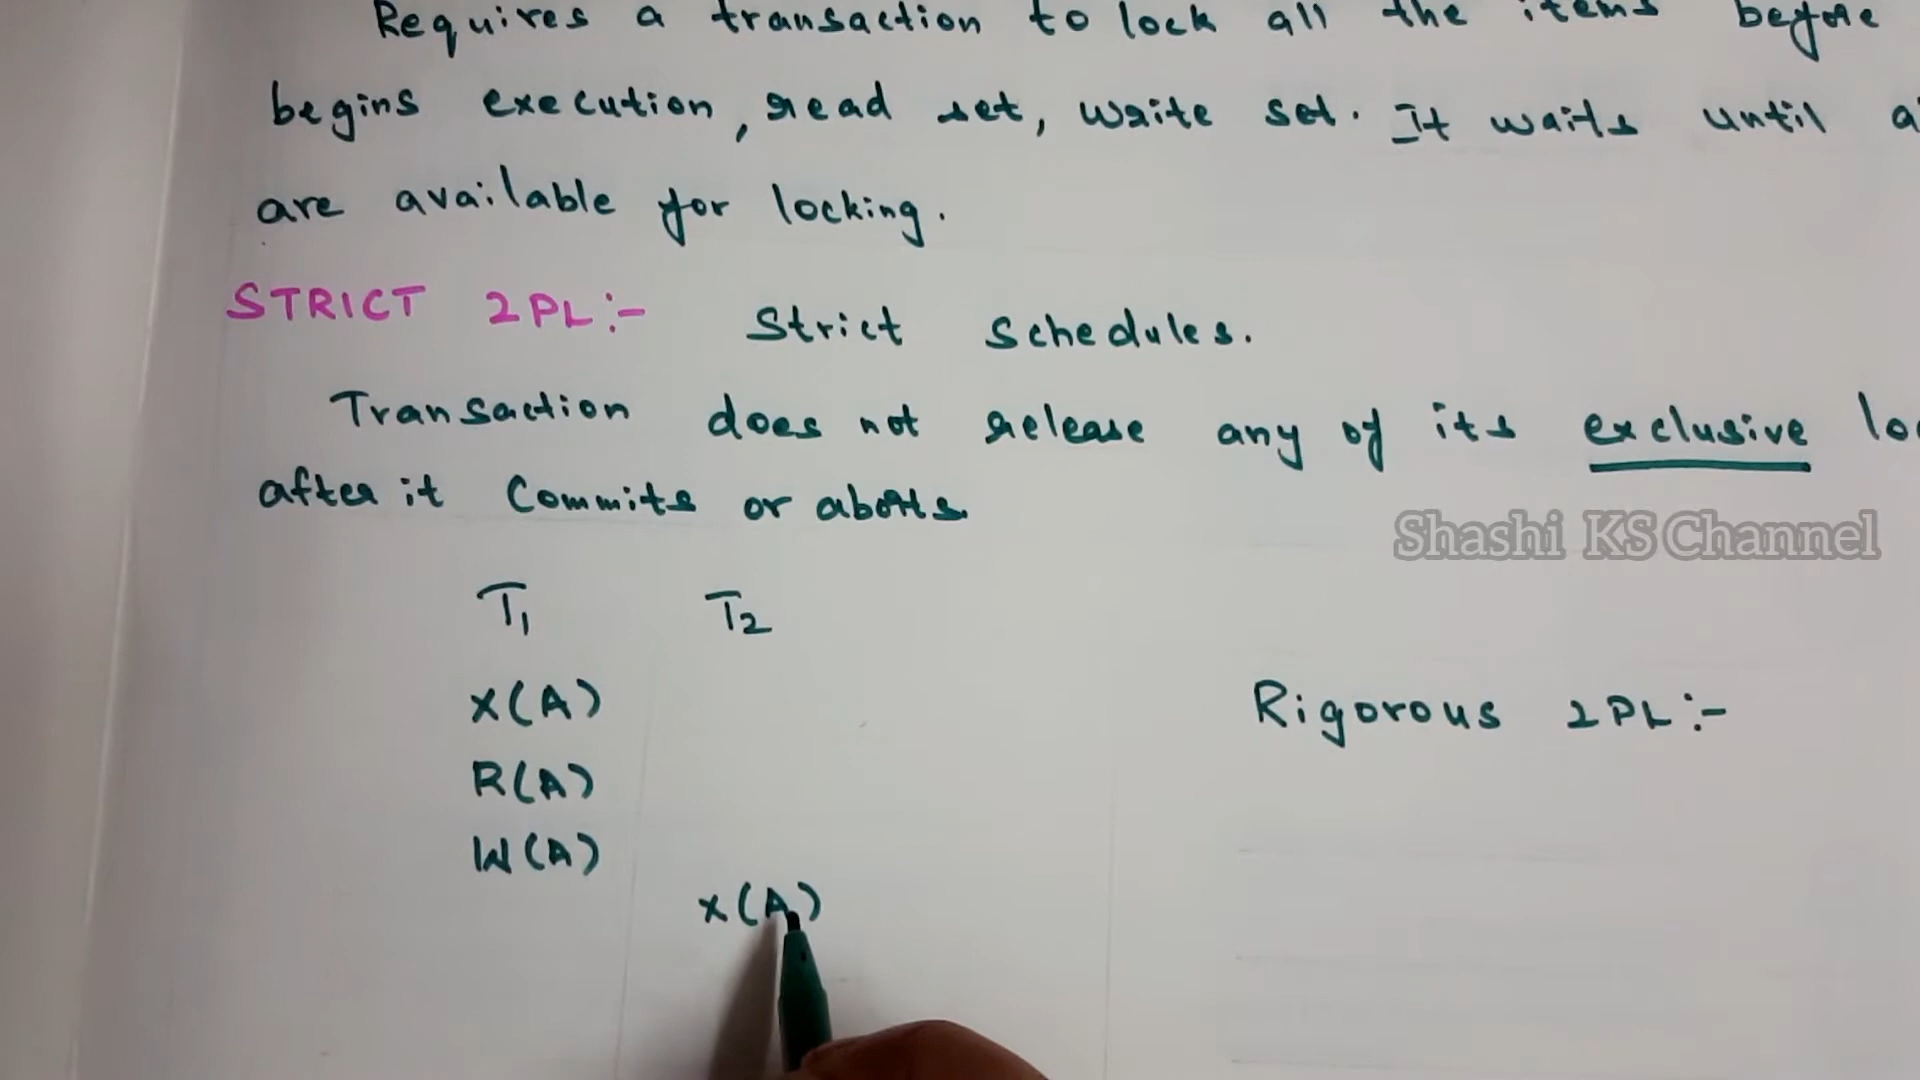 Requires a transaction to lock all the items before
begins execution, read set, write set. It waits until
are available for locking.
STRICT 2PL:- Strict Schedules.
Transaction does not release any of its exclusive
after it Commits or aborts.
Shashi KS Channel
T1 T2
X(A)
Rigorous 2PL:-
R(A)
W(A)
X(A)